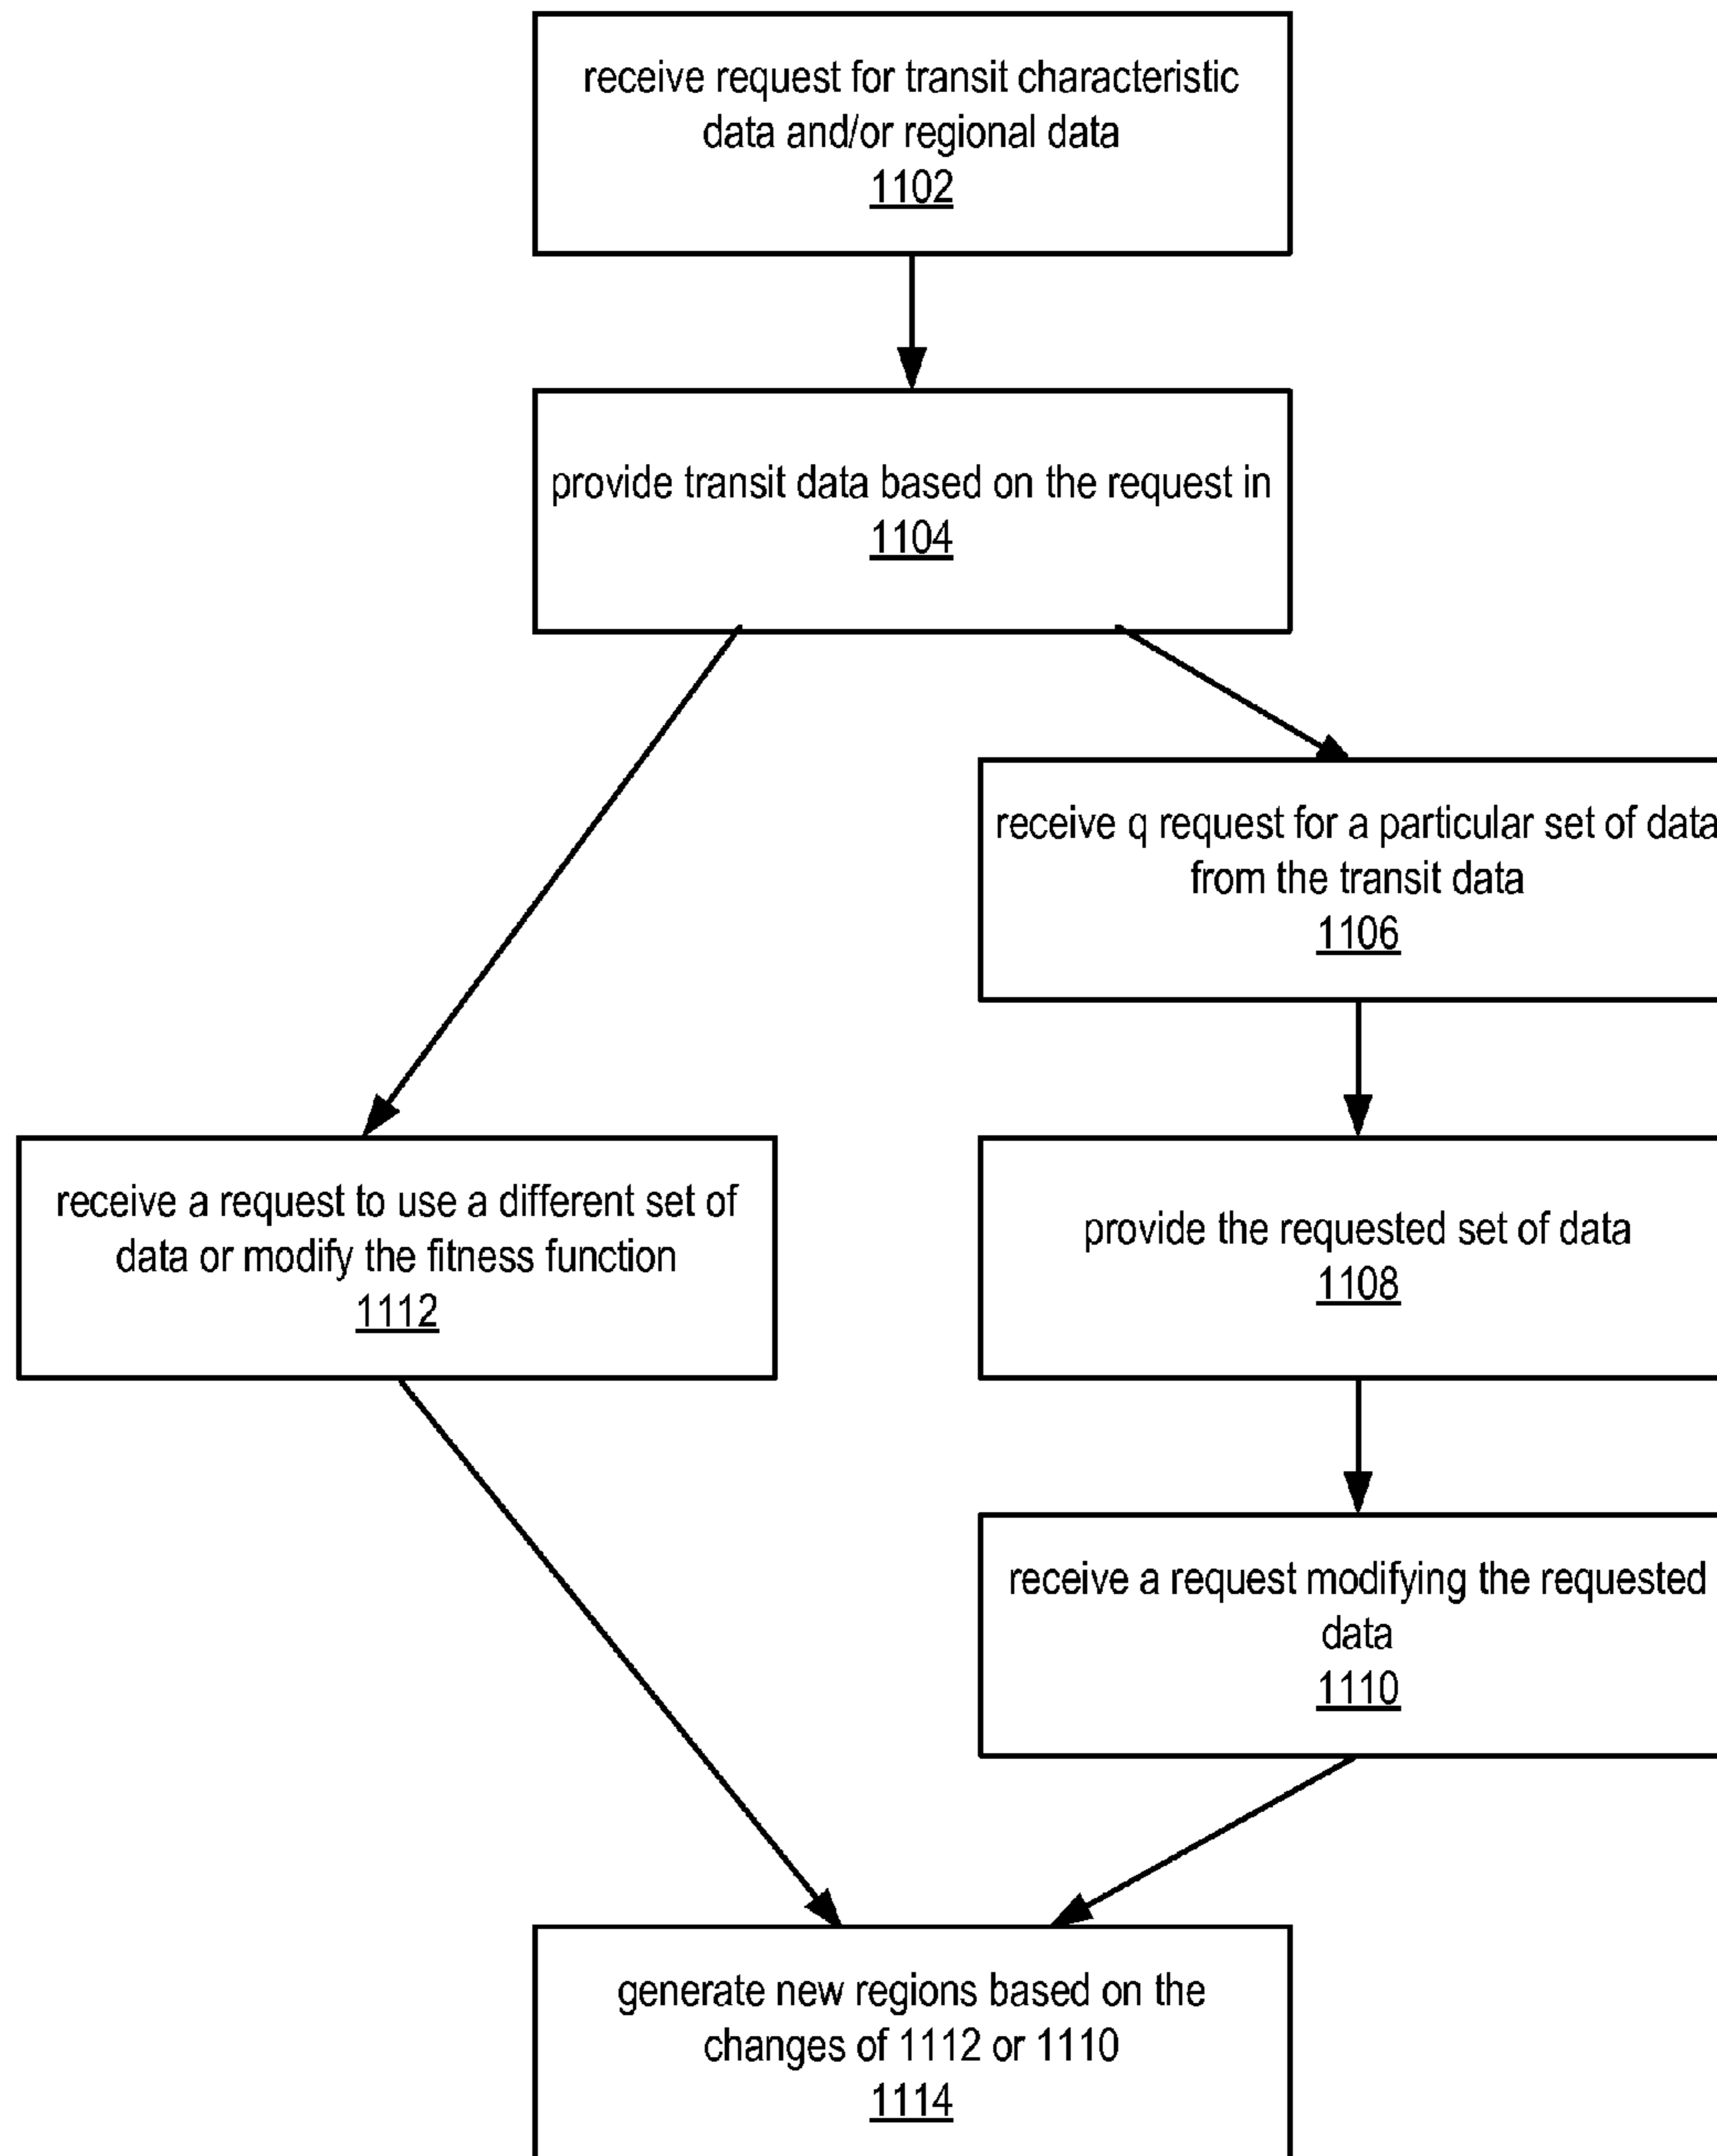 receive request for transit characteristic
data and/or regional data
1102
provide transit data based on the request in
1104
receive q request for a particular set of data
from the transit data
1106
receive a request to use a different set of
data or modify the fitness function
1112
provide the requested set of data
1108
receive a request modifying the requested
data
1110
generate new regions based on the
changes of 1112 or 1110
1114